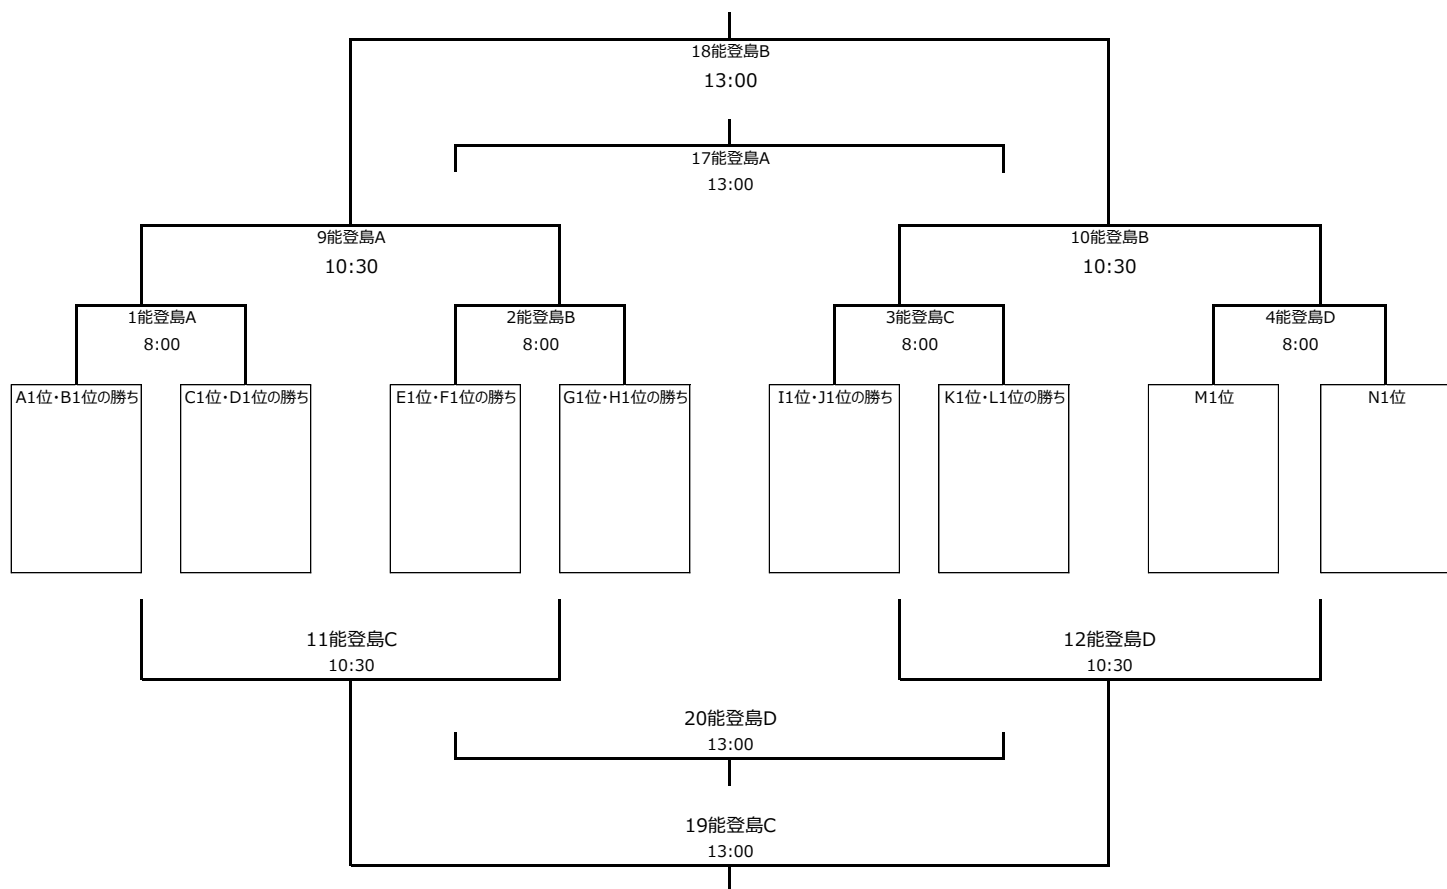 18能登島B
13:00
17能登島A
13:00
9能登島A
10能登島B
10:30
10:30
1能登島A
2能登島B
3能登島C
4能登島D
8:00
8:00
8:00
8:00
A1位・B1位の勝ち
C1位・D1位の勝ち
E1位・F1位の勝ち
G1位・H1位の勝ち
I1位・J1位の勝ち
K1位・L1位の勝ち
M1位
N1位
11能登島C
12能登島D
10:30
10:30
20能登島D
13:00
19能登島C
13:00